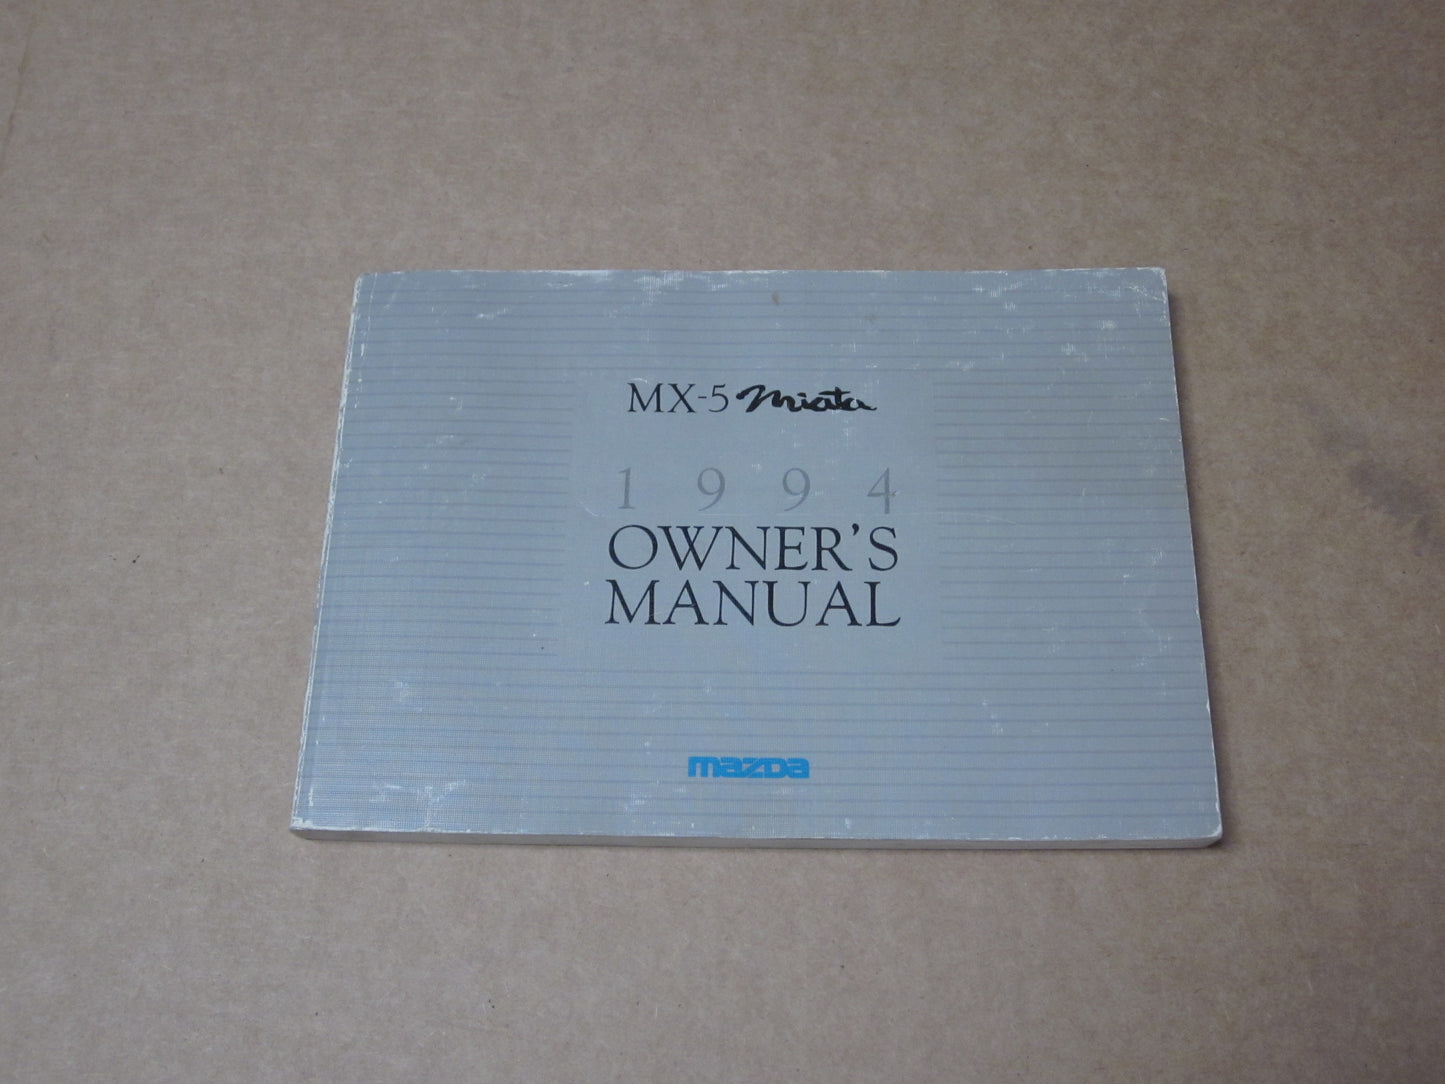 MX-5 Miata
1994
OWNER'S
MANUAL
mazda